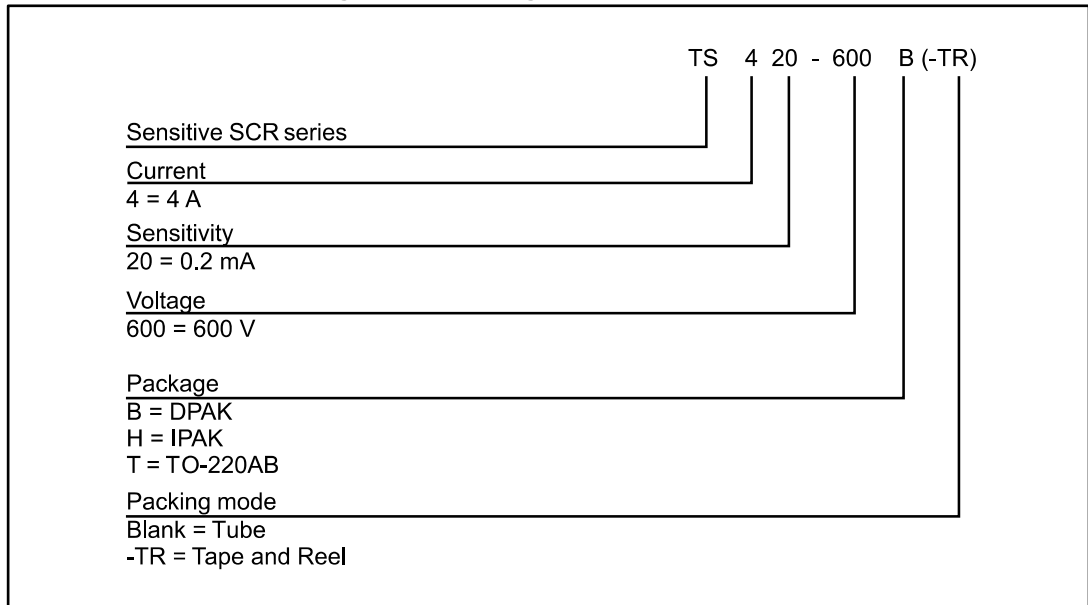 TS 4 20 - 600 B (-TR)
Sensitive SCR series
Current
4 = 4 A
Sensitivity
20 = 0.2 mA
Voltage
600 = 600 V
Package
B = DPAK
H = IPAK
T = TO-220AB
Packing mode
Blank = Tube
-TR = Tape and Reel